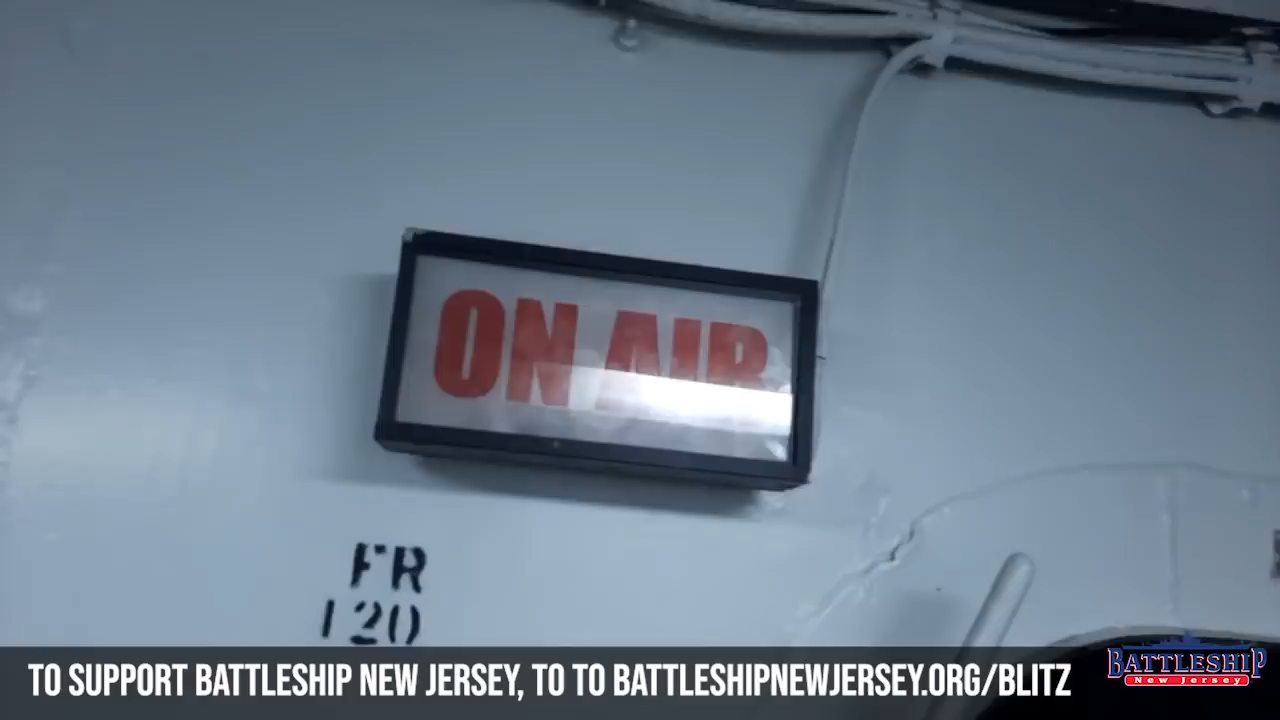 ON AIR
FR
120
TO SUPPORT BATTLESHIP NEW JERSEY, TO TO BATTLESHIPNEWJERSEY.ORG/BLITZ
BATTLESHIP
New Jersey